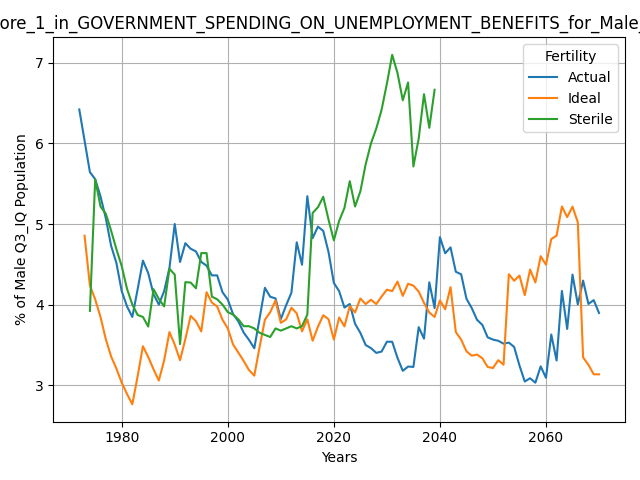 ore_1_in_GOVERNMENT_SPENDING_ON_UNEMPLOYMENT_BENEFITS_for_Male_
Fertility
Actual
Ideal
Sterile
% of Male Q3_IQ Population
7
6
5
4
3
1980
2000
2020
2040
2060
Years